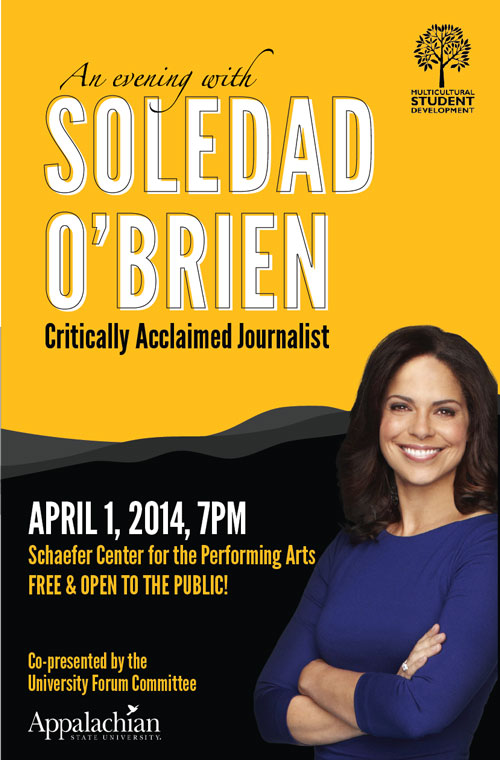 An evening with
SOLEDAD
O'BRIEN
Critically Acclaimed Journalist
MULTICULTURAL
STUDENT
DEVELOPMENT
APRIL 1, 2014, 7PM
Schaefer Center for the Performing Arts
FREE & OPEN TO THE PUBLIC!
Co-presented by the
University Forum Committee
Appalachian
STATE UNIVERSITY.